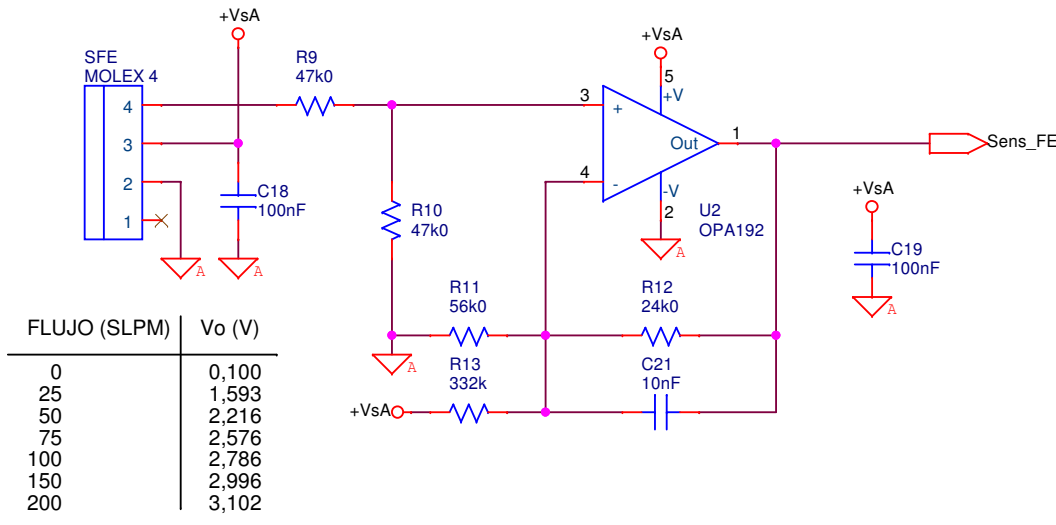 +VsA
SFE
MOLEX 4
4
3
2
1
C18
100nF
A
A
R9
47k0
R10
47k0
+VsA
5
+V
3
+
Out
1
4
-
-V
2
U2
OPA192
A
Sens_FE
+VsA
C19
100nF
A
R11
56k0
R12
24k0
A
R13
332k
C21
10nF
+VsA
FLUJO (SLPM) Vo (V)
0 0,100
25 1,593
50 2,216
75 2,576
100 2,786
150 2,996
200 3,102